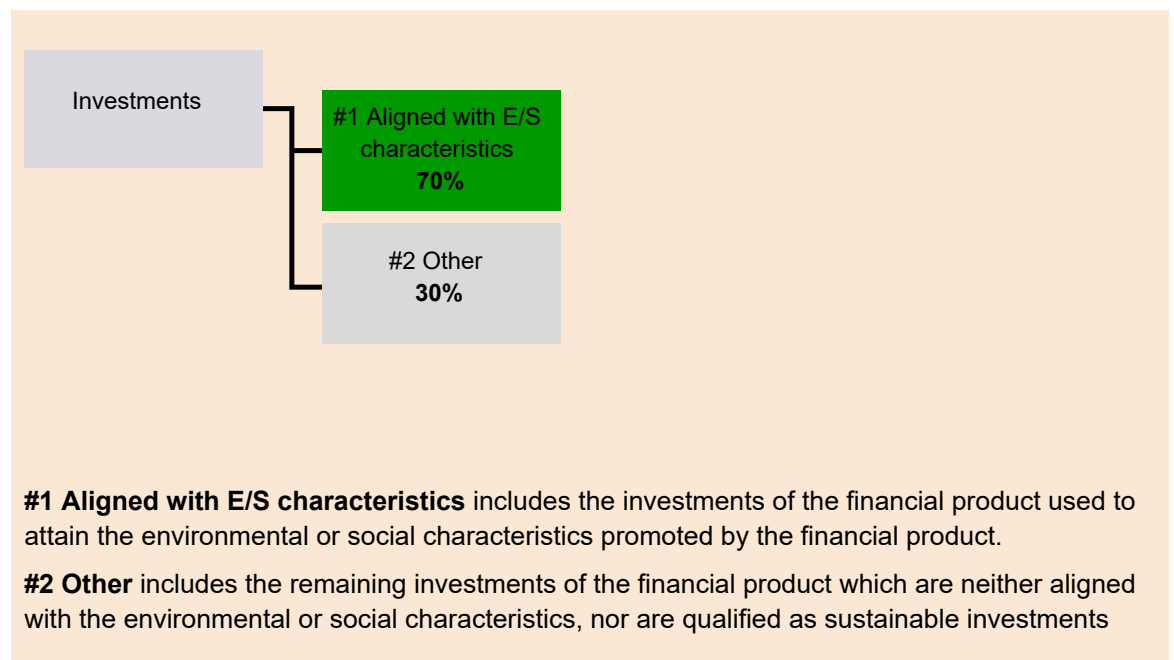 Investments
#1 Aligned with E/S
characteristics
70%
#2 Other
30%
#1 Aligned with E/S characteristics includes the investments of the financial product used to
attain the environmental or social characteristics promoted by the financial product.
#2 Other includes the remaining investments of the financial product which are neither aligned
with the environmental or social characteristics, nor are qualified as sustainable investments